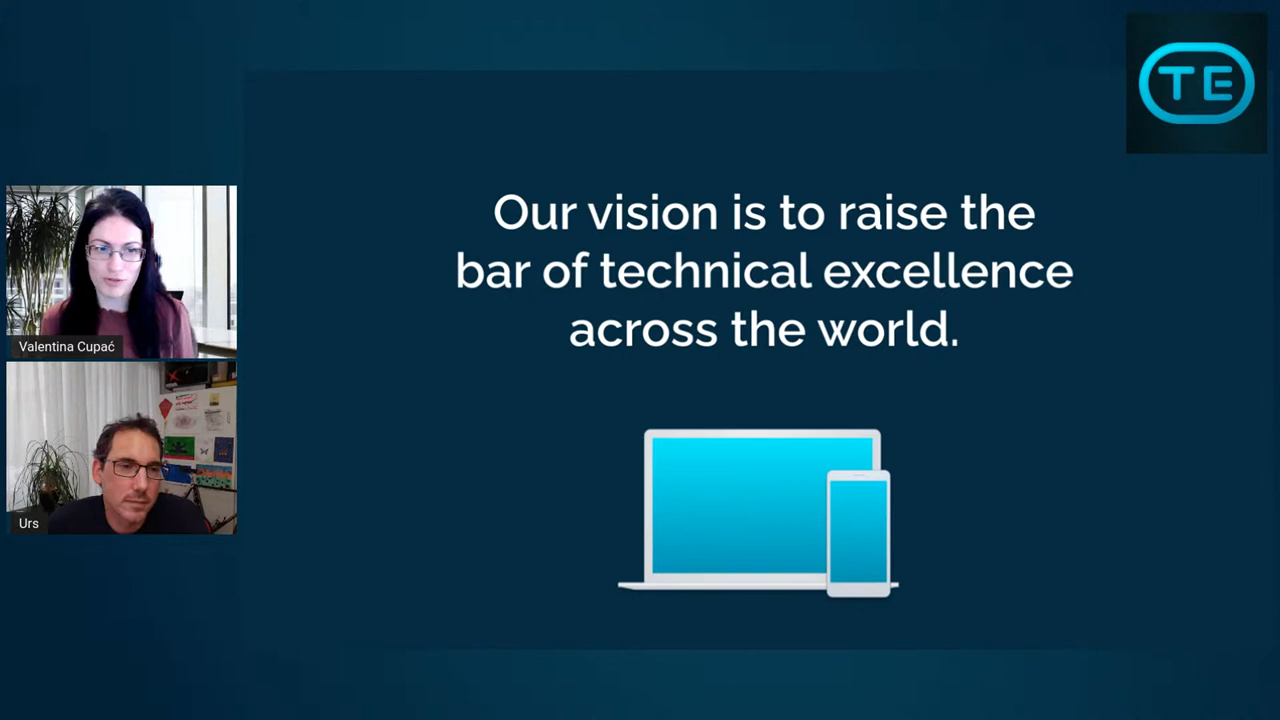 TE
Our vision is to raise the
bar of technical excellence
across the world.
Valentina Cupać
Urs